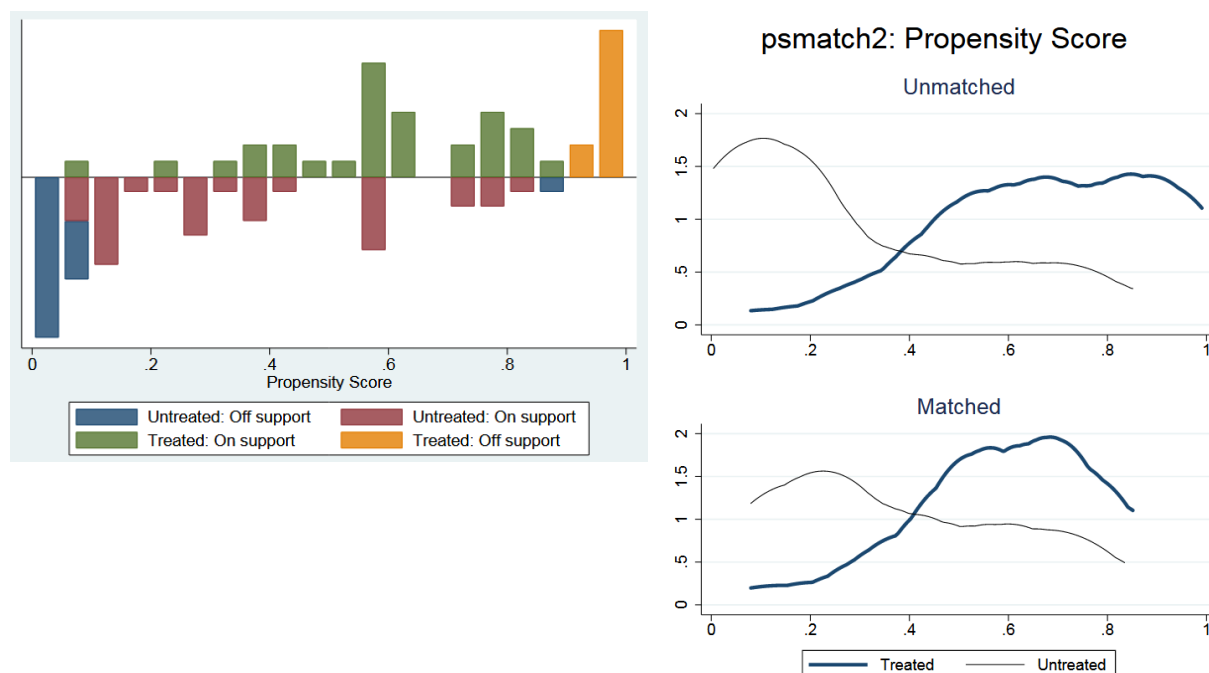 0 .2 .4 .6 .8 1
Propensity Score
Untreated: Off support Untreated: On support
Treated: On support Treated: Off support
psmatch2: Propensity Score
Unmatched
2
1.5
1
.5
0
0 .2 .4 .6 .8 1
Matched
2
1.5
1
.5
0
0 .2 .4 .6 .8 1
Treated Untreated